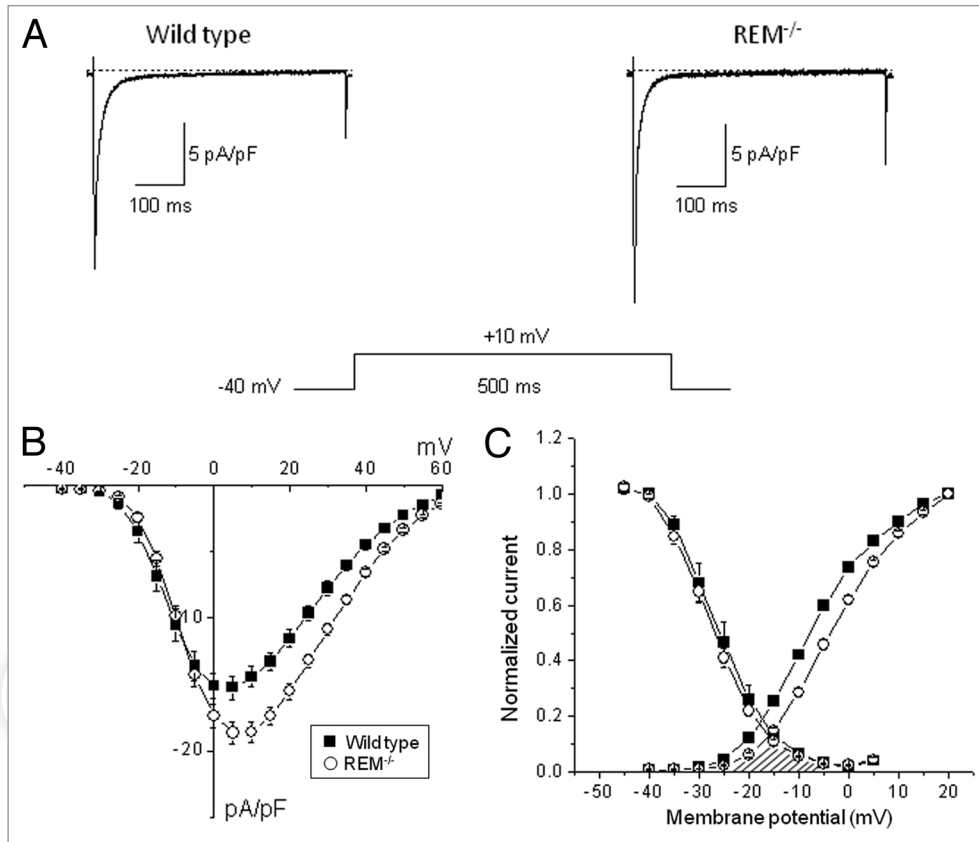 A
Wild type
REM-/-
5 pA/pF
100 ms
5 pA/pF
100 ms
+10 mV
-40 mV
500 ms
B
mV
-40 -20 0 20 40 60
-10
-20
pA/pF
Wild type
REM-/-
C
1.2
1.0
0.8
0.6
0.4
0.2
0.0
Normalized current
-50 -40 -30 -20 -10 0 10 20
Membrane potential (mV)